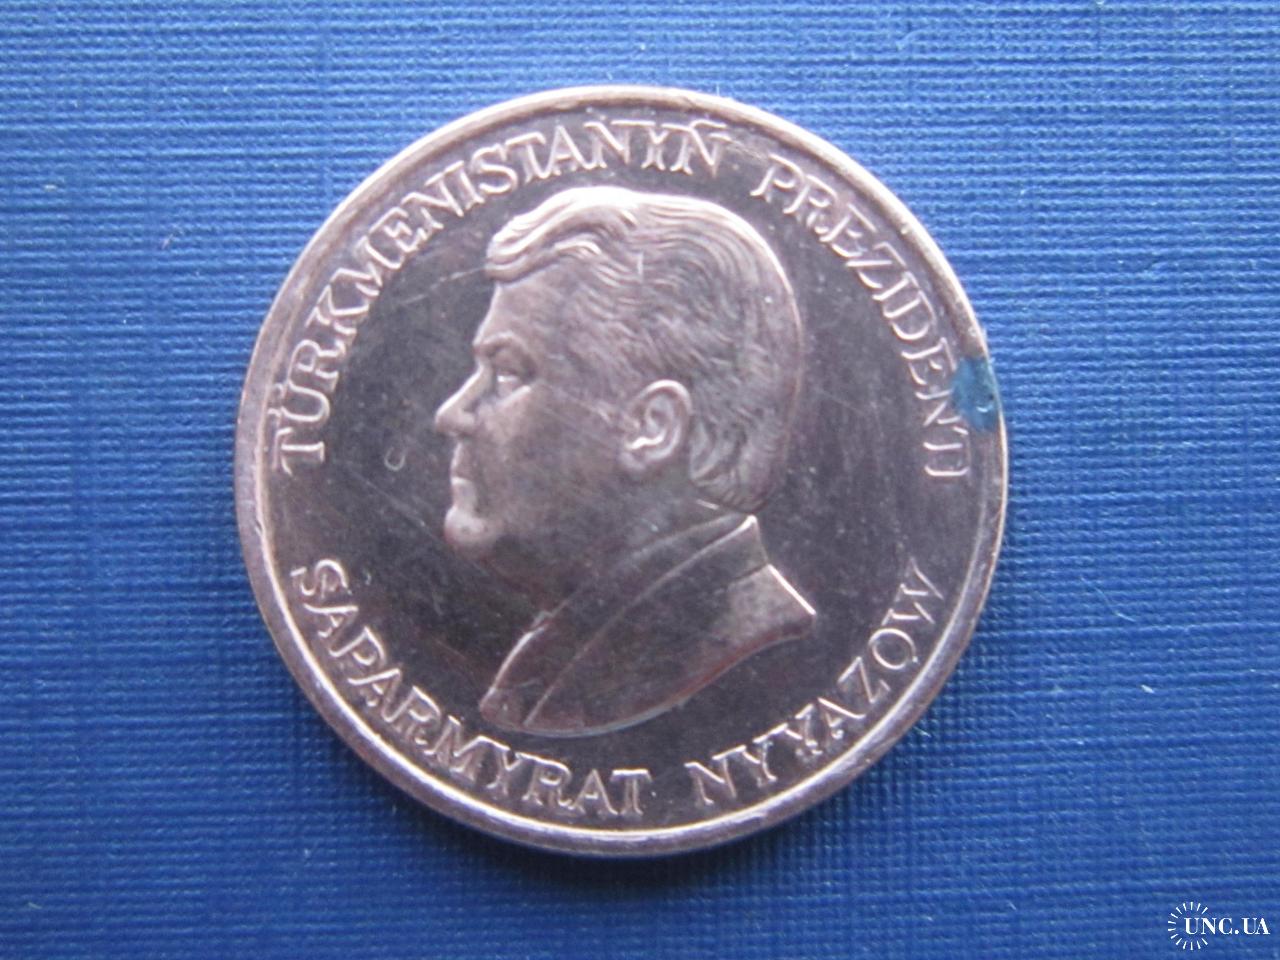 TÜRKMENISTANYŇ PREZIDENTI
SAPARMYRAT NYÝAZOW
UNC.UA